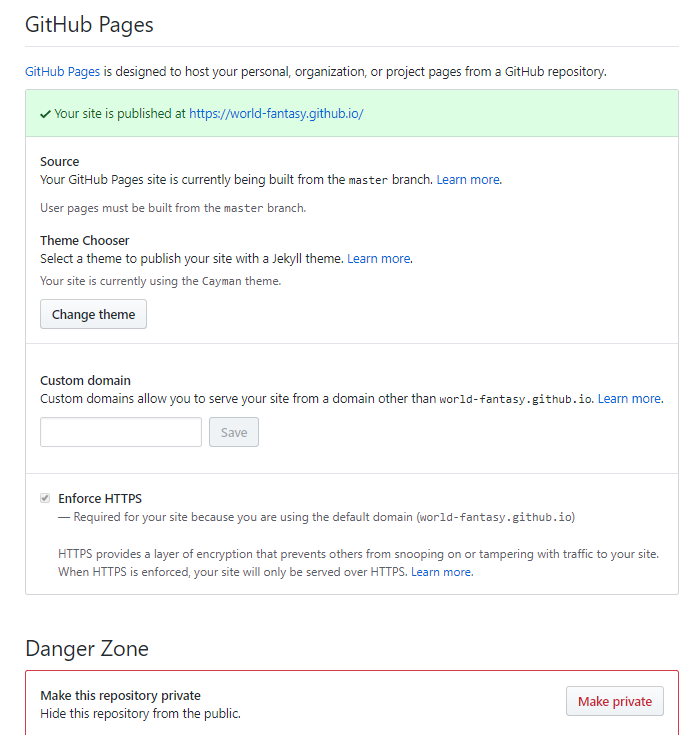 GitHub Pages
GitHub Pages is designed to host your personal, organization, or project pages from a GitHub repository.
✓ Your site is published at https://world-fantasy.github.io/
Source
Your GitHub Pages site is currently being built from the master branch. Learn more.
User pages must be built from the master branch.
Theme Chooser
Select a theme to publish your site with a Jekyll theme. Learn more.
Your site is currently using the Cayman theme.
Change theme
Custom domain
Custom domains allow you to serve your site from a domain other than world-fantasy.github.io. Learn more.
Save
Enforce HTTPS
— Required for your site because you are using the default domain (world-fantasy.github.io)
HTTPS provides a layer of encryption that prevents others from snooping on or tampering with traffic to your site.
When HTTPS is enforced, your site will only be served over HTTPS. Learn more.
Danger Zone
Make this repository private
Hide this repository from the public.
Make private